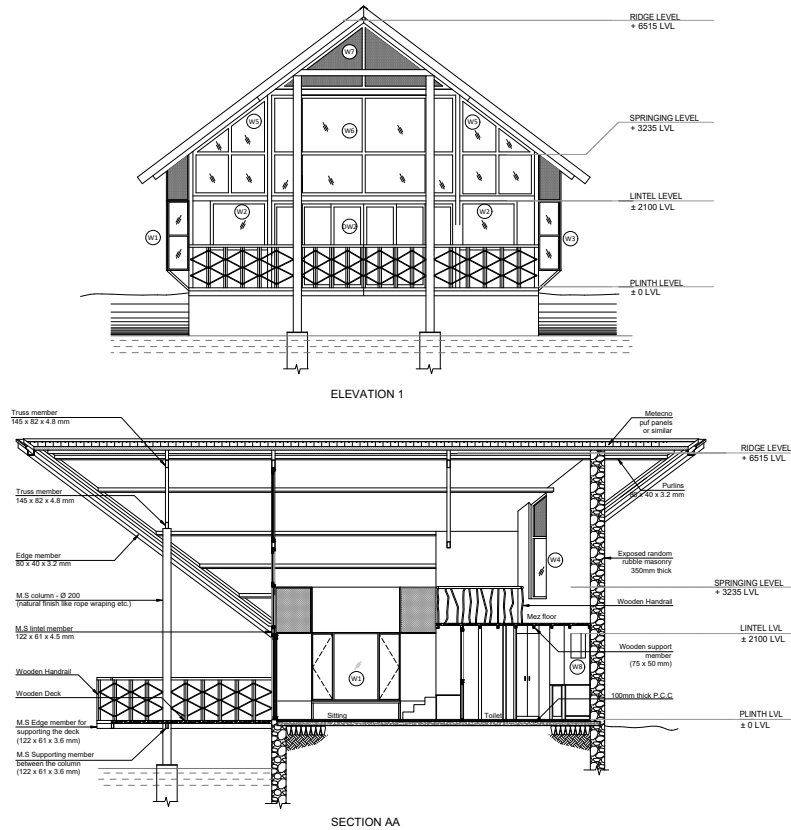 RIDGE LEVEL
+ 6515 LVL
W7
W5
W6
W5
SPRINGING LEVEL
+ 3235 LVL
LINTEL LEVEL
± 2100 LVL
W2
W2
W1
DW2
W3
PLINTH LEVEL
± 0 LVL
ELEVATION 1
Truss member
145 x 82 x 4.8 mm
Metecno
puf panels
or similar
RIDGE LEVEL
+ 6515 LVL
Truss member
145 x 82 x 4.8 mm
Purlins
80 x 40 x 3.2 mm
Edge member
80 x 40 x 3.2 mm
W4
Exposed random
rubble masonry
350mm thick
M.S column - Ø 200
(natural finish like rope wraping etc.)
SPRINGING LEVEL
+ 3235 LVL
Wooden Handrail
Mez floor
M.S lintel member
122 x 61 x 4.5 mm
LINTEL LVL
± 2100 LVL
Wooden support
member
(75 x 50 mm)
W1
W8
Wooden Handrail
Wooden Deck
100mm thick P.C.C
Sitting
Toilet
PLINTH LVL
± 0 LVL
M.S Edge member for
supporting the deck
(122 x 61 x 3.6 mm)
M.S Supporting member
between the column
(122 x 61 x 3.6 mm)
SECTION AA